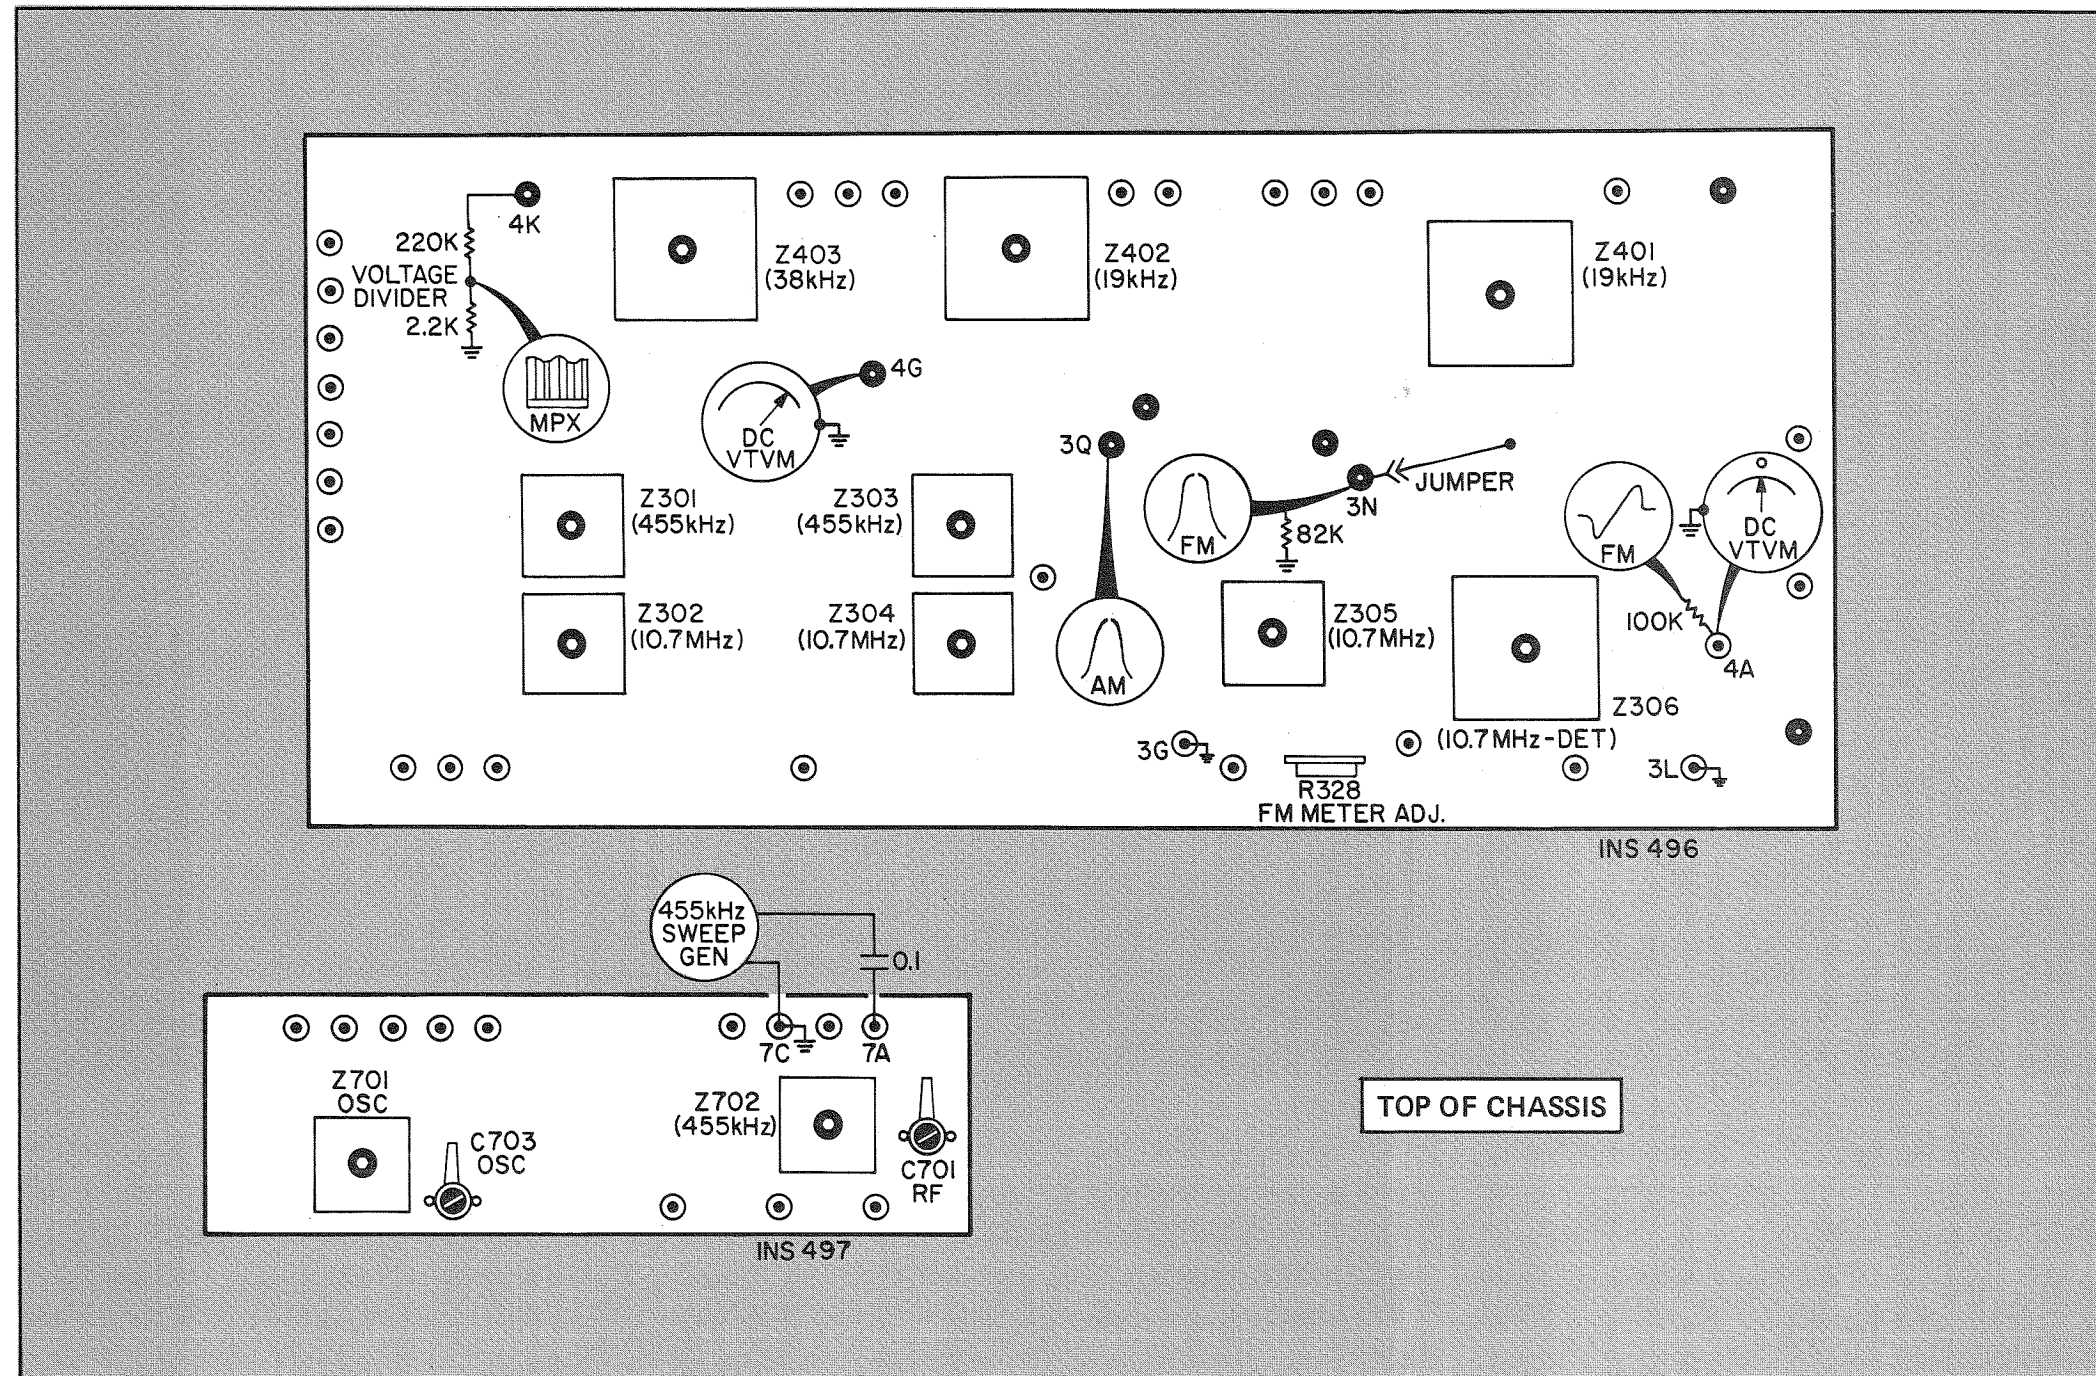 4K
220K
VOLTAGE
DIVIDER
2.2K
MPX
Z403
(38kHz)
Z402
(19kHz)
Z401
(19kHz)
4G
DC
VTVM
3Q
3N
JUMPER
FM
82K
FM
DC
VTVM
100K
4A
Z301
(455kHz)
Z303
(455kHz)
Z302
(10.7MHz)
Z304
(10.7MHz)
AM
Z305
(10.7MHz)
Z306
(10.7MHz-DET)
3G
R328
FM METER ADJ.
3L
INS 496
455kHz
SWEEP
GEN
0.1
7C
7A
Z701
OSC
C703
OSC
Z702
(455kHz)
C701
RF
INS 497
TOP OF CHASSIS